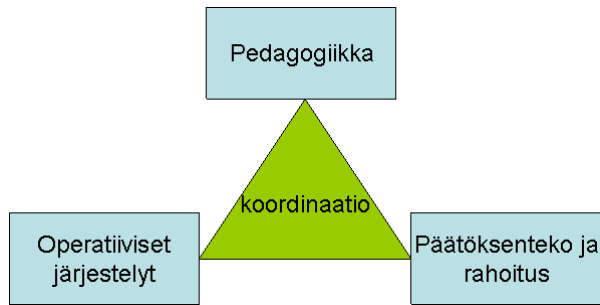 Pedagogiikka
koordinaatio
Operatiiviset
järjestelyt
Päätöksenteko ja
rahoitus